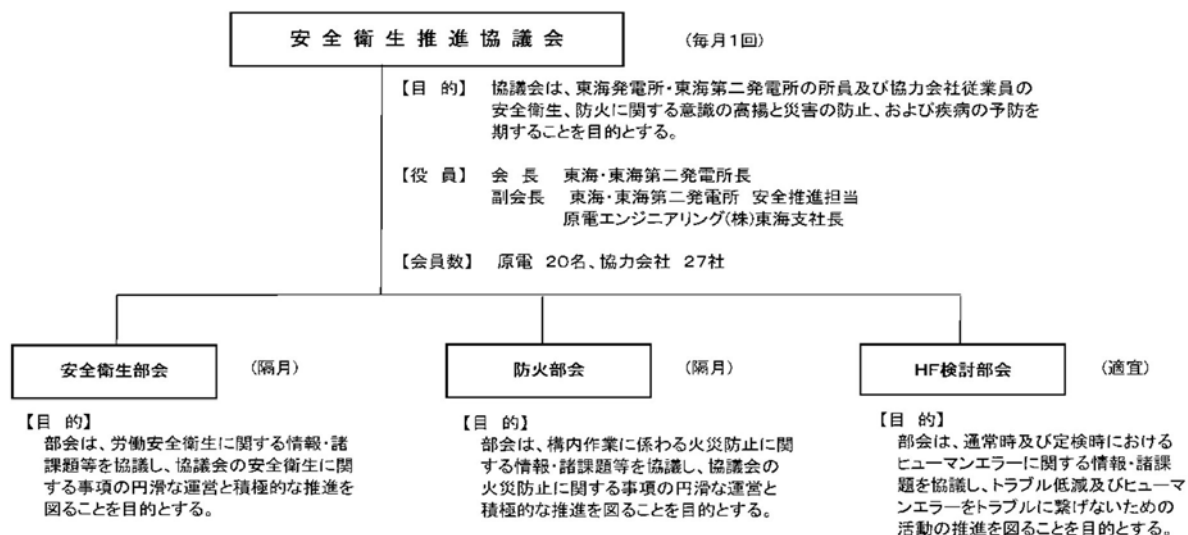 安 全 衛 生 推 進 協 議 会
(毎月1回)
【目 的】 協議会は、東海発電所・東海第二発電所の所員及び協力会社従業員の
安全衛生、防火に関する意識の高揚と災害の防止、および疾病の予防を
期することを目的とする。
【役 員】 会 長 東海・東海第二発電所長
副会長 東海・東海第二発電所 安全推進担当
原電エンジニアリング(株)東海支社長
【会員数】 原電 20名、協力会社 27社
安全衛生部会
(隔月)
【目 的】
部会は、労働安全衛生に関する情報・諸
課題等を協議し、協議会の安全衛生に関
する事項の円滑な運営と積極的な推進を
図ることを目的とする。
防火部会
(隔月)
【目 的】
部会は、構内作業に係わる火災防止に関
する情報・諸課題等を協議し、協議会の
火災防止に関する事項の円滑な運営と
積極的な推進を図ることを目的とする。
HF検討部会
(適宜)
【目 的】
部会は、通常時及び定検時における
ヒューマンエラーに関する情報・諸課
題を協議し、トラブル低減及びヒューマ
ンエラーをトラブルに繋げないための
活動の推進を図ることを目的とする。